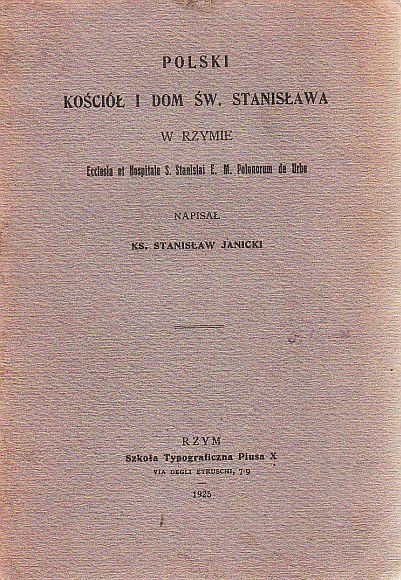 POLSKI
KOŚCIÓŁ I DOM ŚW. STANISŁAWA
W RZYMIE
Ecclesia et Hospitale S. Stanislai E. M. Polonorum de Urbe
NAPISAŁ
KS. STANISŁAW JANICKI
RZYM
Szkoła Typograficzna Piusa X
VIA DEGLI ETRUSCHI, 7-9
1925